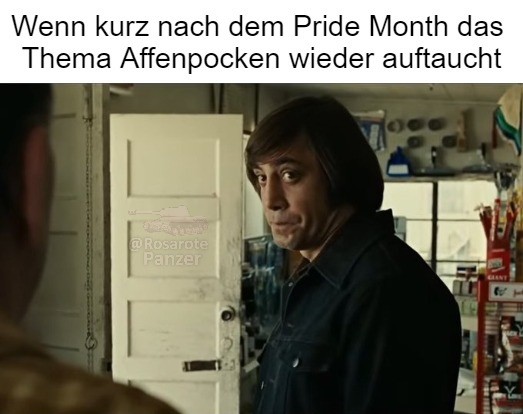 Wenn kurz nach dem Pride Month das
Thema Affenpocken wieder auftaucht
@Rosarote
Panzer